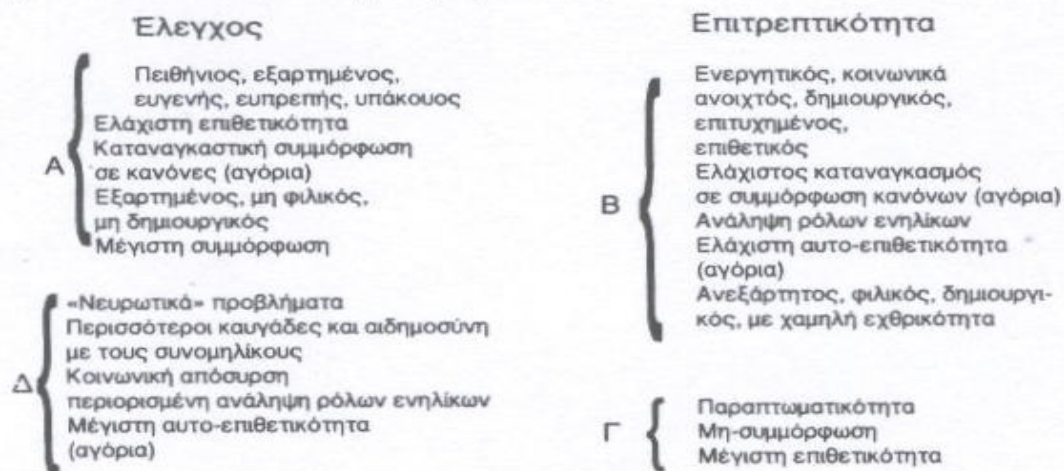 Έλεγχος
Πειθήνιος, εξαρτημένος,
ευγενής, ευπρεπής, υπάκουος
Ελάχιστη επιθετικότητα
Α Καταναγκαστική συμμόρφωση
σε κανόνες (αγόρια)
Εξαρτημένος, μη φιλικός,
μη δημιουργικός
Μέγιστη συμμόρφωση
«Νευρωτικά» προβλήματα
Περισσότεροι καυγάδες και αιδημοσύνη
με τους συνομηλίκους
Δ Κοινωνική απόσυρση
περιορισμένη ανάληψη ρόλων ενηλίκων
Μέγιστη αυτο-επιθετικότητα
(αγόρια)
Επιτρεπτικότητα
Ενεργητικός, κοινωνικά
ανοιχτός, δημιουργικός,
επιτυχημένος,
επιθετικός
Ελάχιστος καταναγκασμός
Β σε συμμόρφωση κανόνων (αγόρια)
Ανάληψη ρόλων ενηλίκων
Ελάχιστη αυτο-επιθετικότητα
(αγόρια)
Ανεξάρτητος, φιλικός, δημιουργι-
κός, με χαμηλή εχθρικότητα
Παραπτωματικότητα
Γ Μη-συμμόρφωση
Μέγιστη επιθετικότητα